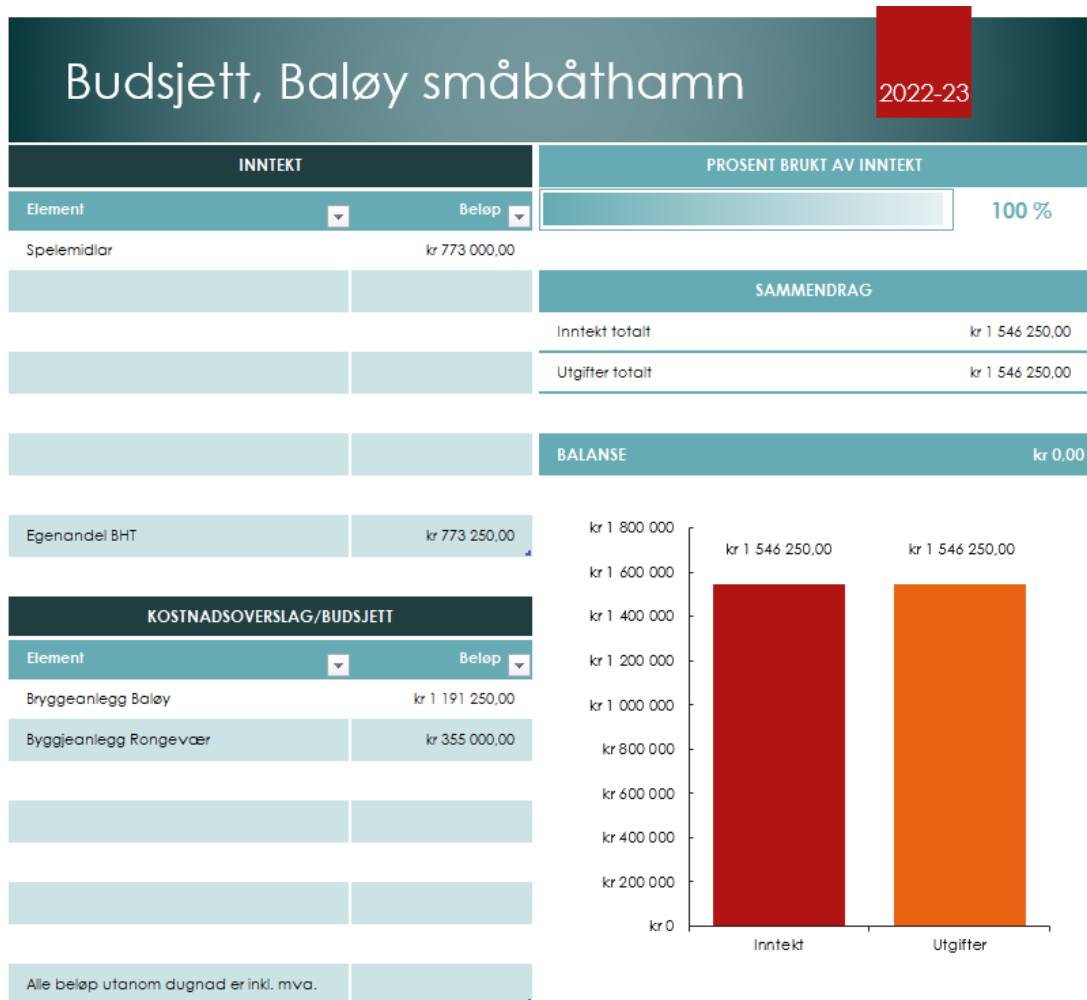 Budsjett, Baløy småbåthamn
2022-23
INNTEKT
Element Beløp
Spelemidlar kr 773 000,00
Egenandel BHT kr 773 250,00
KOSTNADSOVERSLAG/BUDSJETT
Element Beløp
Bryggeanlegg Baløy kr 1 191 250,00
Byggjeanlegg Rongevær kr 355 000,00
Alle beløp utanom dugnad er inkl. mva.
PROSENT BRUKT AV INNTEKT
100 %
SAMMENDRAG
Inntekt totalt kr 1 546 250,00
Utgifter totalt kr 1 546 250,00
BALANSE kr 0,00
kr 1 800 000
kr 1 546 250,00 kr 1 546 250,00
kr 1 600 000
kr 1 400 000
kr 1 200 000
kr 1 000 000
kr 800 000
kr 600 000
kr 400 000
kr 200 000
kr 0
Inntekt Utgifter